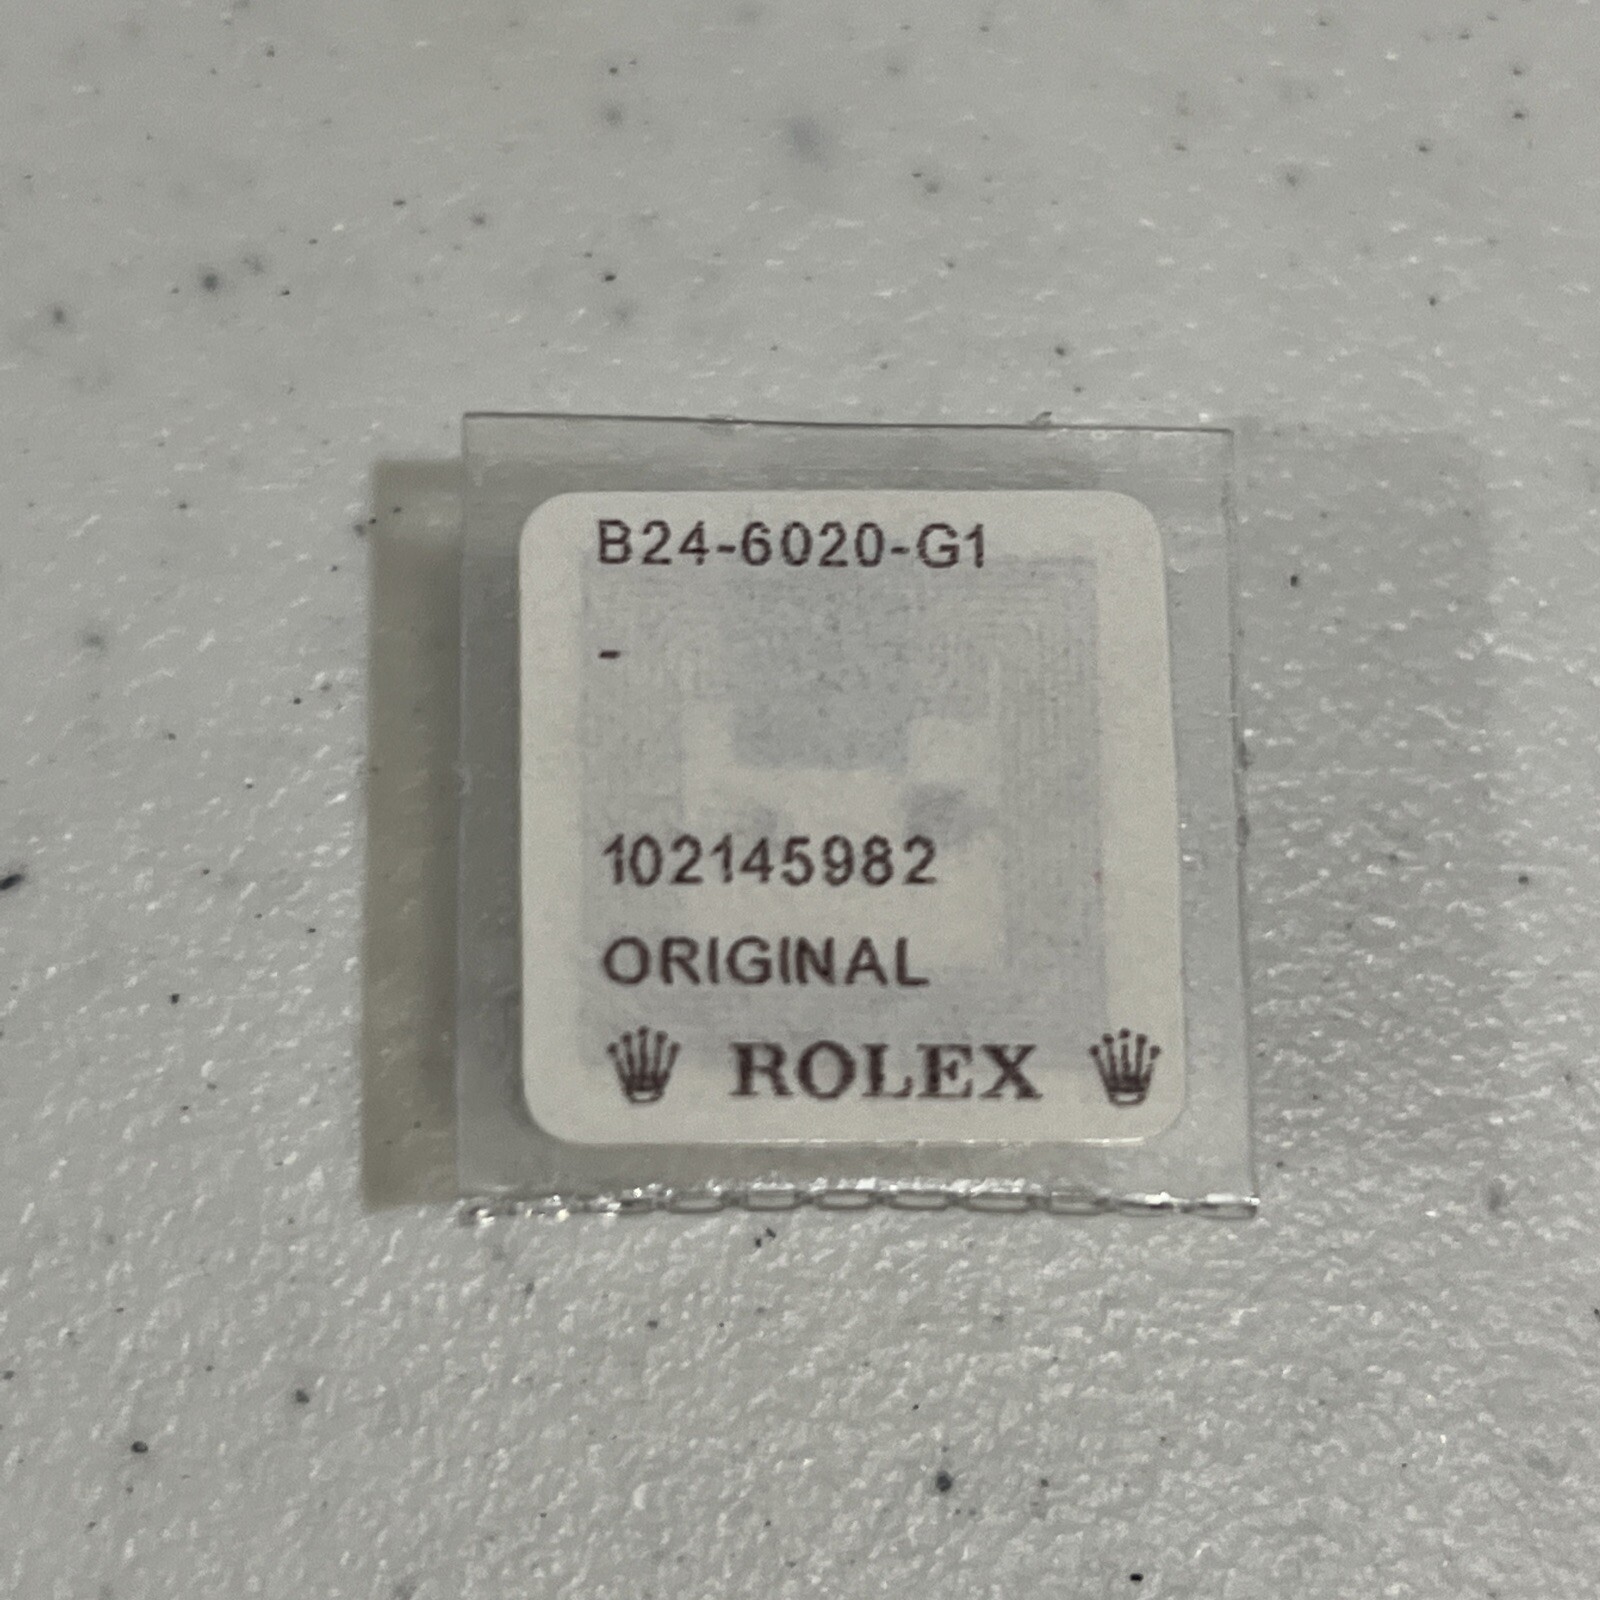 B24-6020-G1
-
102145982
ORIGINAL
ROLEX